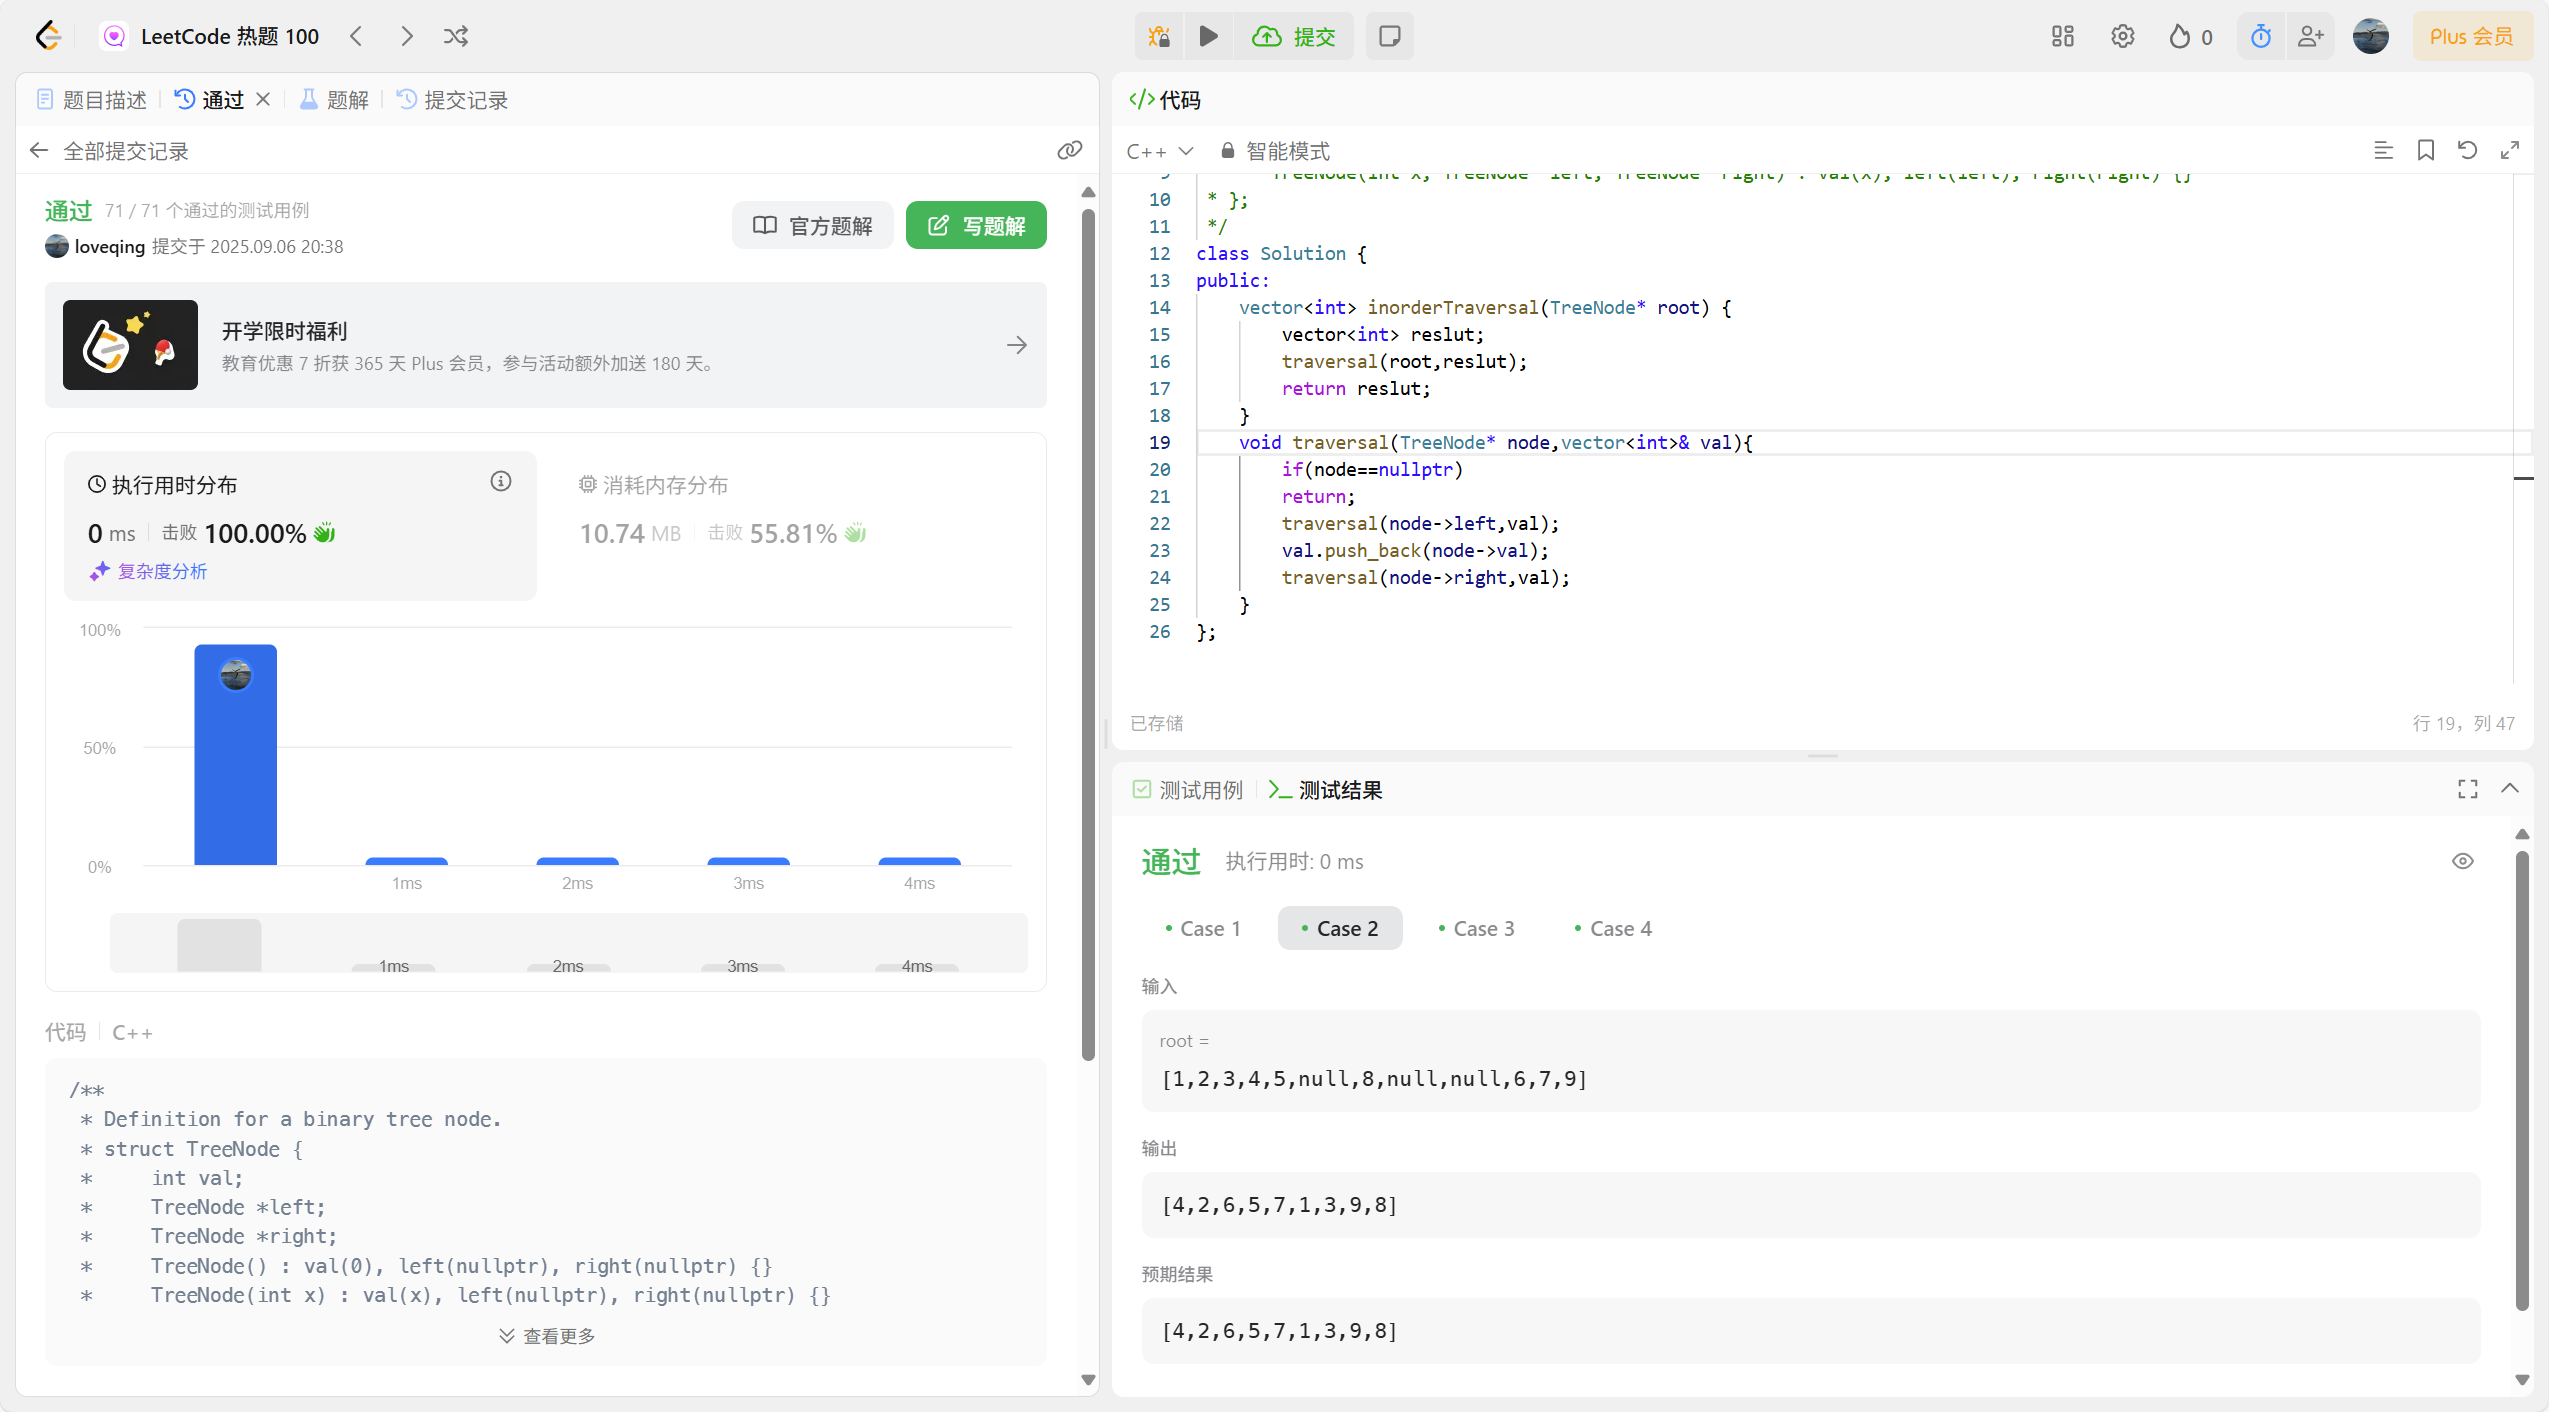 LeetCode 热题 100
提交
0
Plus 会员
题目描述
通过
题解
提交记录
全部提交记录
通过 71 / 71 个通过的测试用例
loveqing 提交于 2025.09.06 20:38
官方题解
写题解
开学限时福利
教育优惠 7 折获 365 天 Plus 会员，参与活动额外加送 180 天。
执行用时分布
0 ms 击败 100.00%
复杂度分析
消耗内存分布
10.74 MB 击败 55.81%
100%
50%
0%
1ms 2ms 3ms 4ms
1ms 2ms 3ms 4ms
代码 C++
/**
* Definition for a binary tree node.
* struct TreeNode {
*     int val;
*     TreeNode *left;
*     TreeNode *right;
*     TreeNode() : val(0), left(nullptr), right(nullptr) {}
*     TreeNode(int x) : val(x), left(nullptr), right(nullptr) {}
查看更多
</>代码
C++ 智能模式
9 TreeNode(int x, TreeNode *left, TreeNode *right) : val(x), left(left), right(right) {}
10 * };
11 */
12 class Solution {
13 public:
14     vector<int> inorderTraversal(TreeNode* root) {
15         vector<int> reslut;
16         traversal(root,reslut);
17         return reslut;
18     }
19     void traversal(TreeNode* node,vector<int>& val){
20         if(node==nullptr)
21         return;
22         traversal(node->left,val);
23         val.push_back(node->val);
24         traversal(node->right,val);
25     }
26 };
已存储
行 19，列 47
测试用例
测试结果
通过 执行用时: 0 ms
Case 1
Case 2
Case 3
Case 4
输入
root =
[1,2,3,4,5,null,8,null,null,6,7,9]
输出
[4,2,6,5,7,1,3,9,8]
预期结果
[4,2,6,5,7,1,3,9,8]